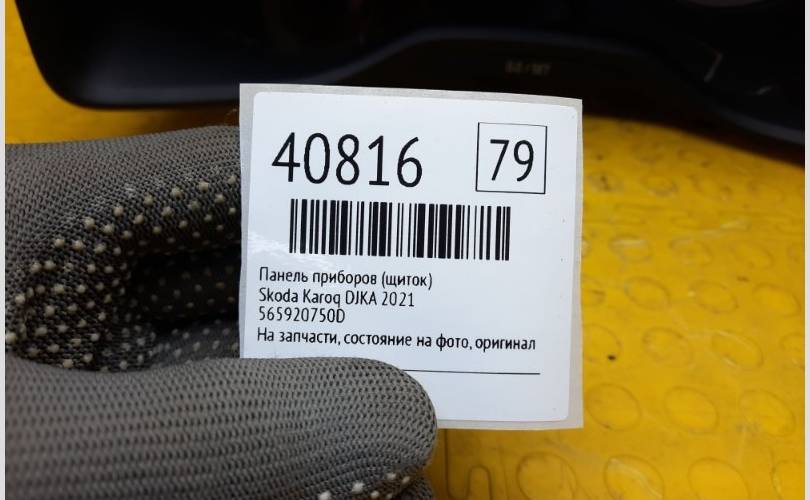 40816
79
Панель приборов (щиток)
Skoda Karoq DJKA 2021
565920750D
На запчасти, состояние на фото, оригинал